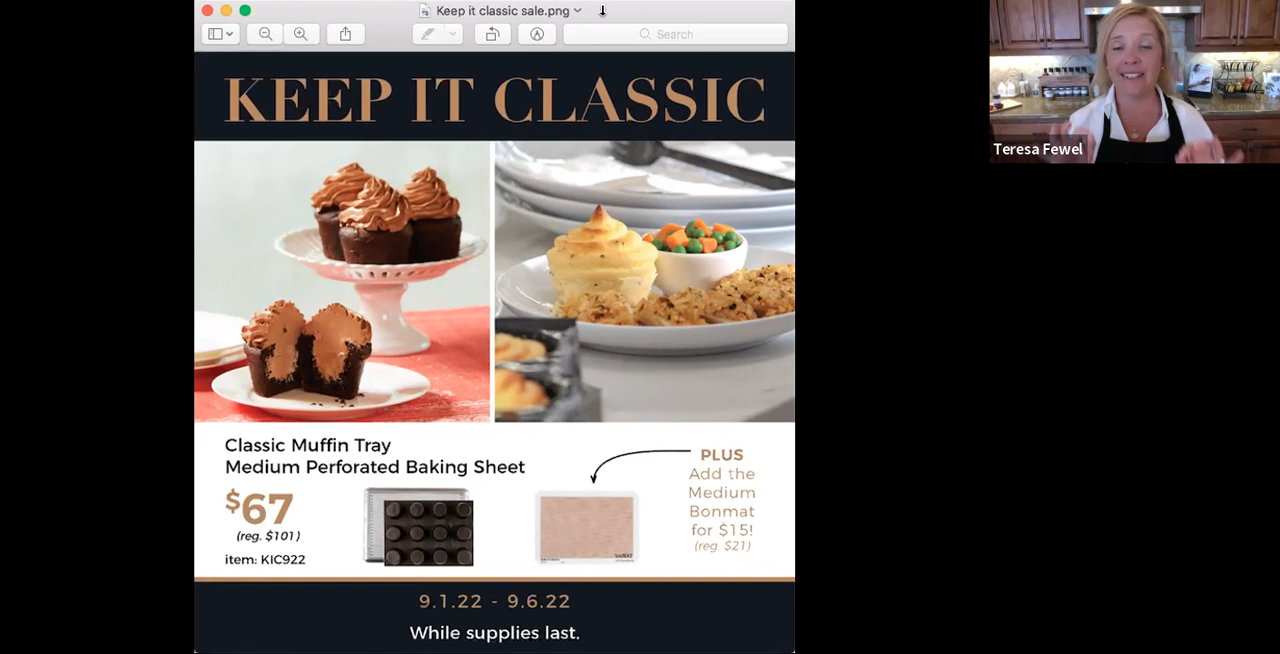 Keep it classic sale.png
Search
KEEP IT CLASSIC
Teresa Fewel
Classic Muffin Tray
Medium Perforated Baking Sheet
$67
(reg. $101)
item: KIC922
PLUS
Add the
Medium
Bonmat
for $15!
(reg. $21)
9.1.22 - 9.6.22
While supplies last.